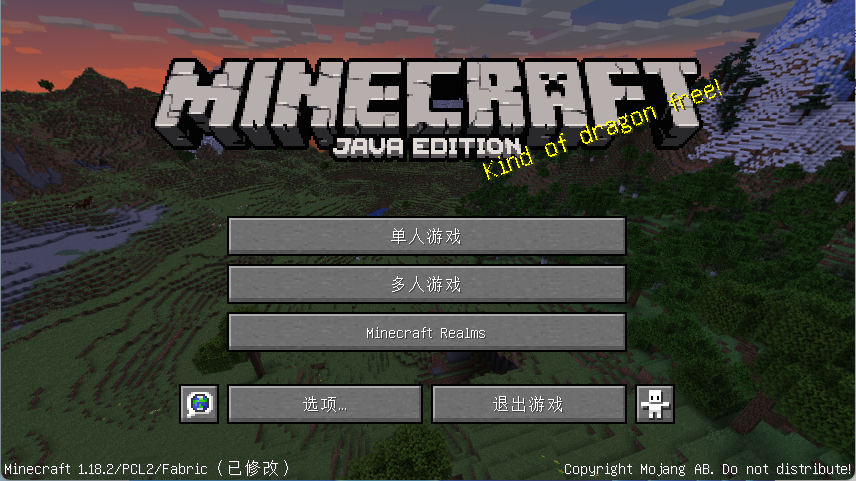 MINECRAFT
JAVA EDITION
Kind of dragon free!
单人游戏
多人游戏
Minecraft Realms
选项...
退出游戏
Minecraft 1.18.2/PCL2/Fabric（已修改）
Copyright Mojang AB. Do not distribute!